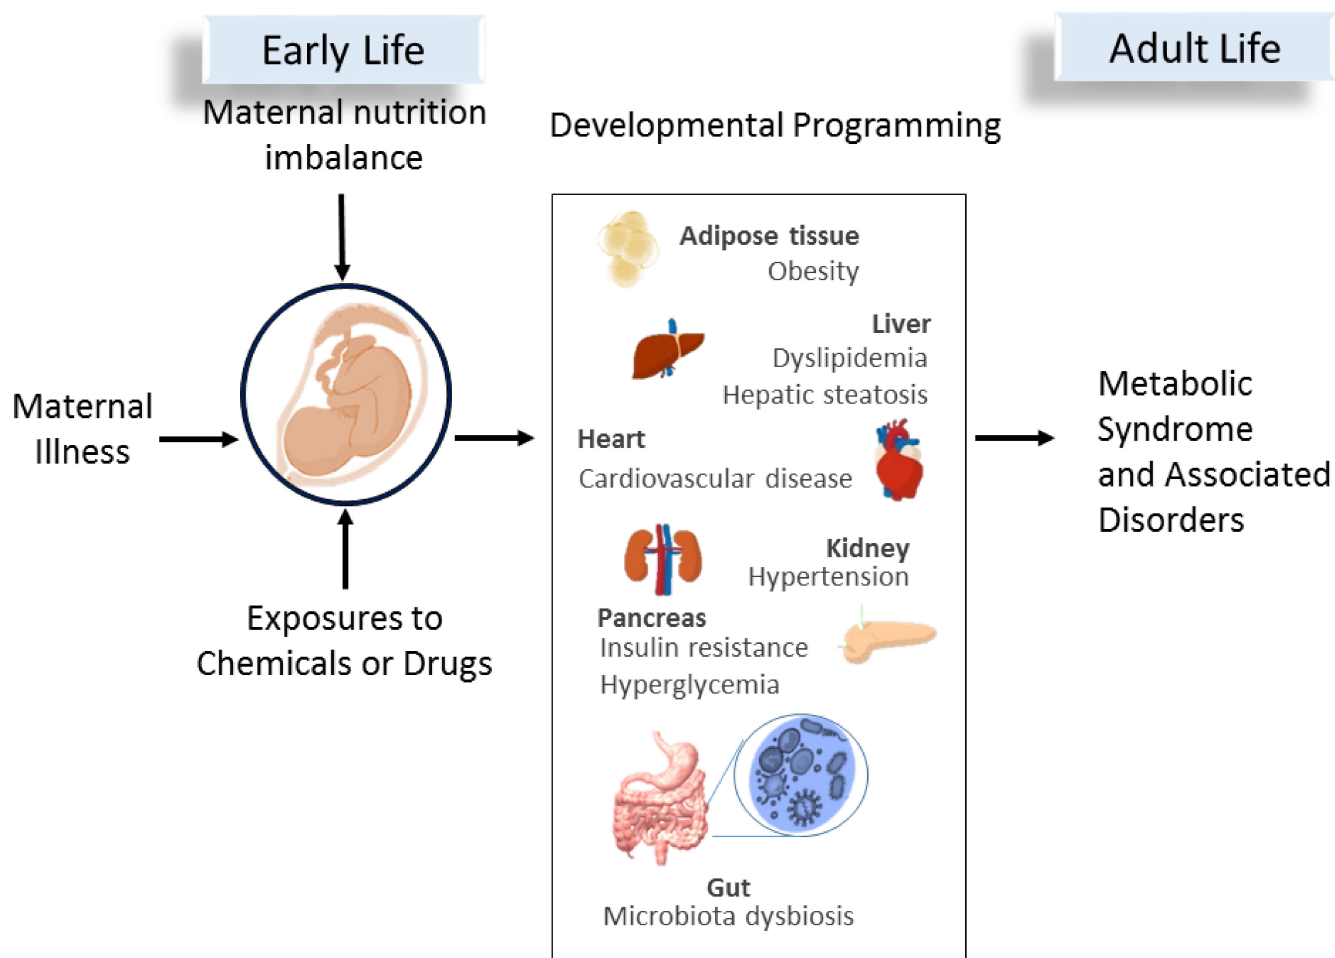 Early Life
Adult Life
Maternal nutrition
imbalance
Developmental Programming
Maternal
Illness
Exposures to
Chemicals or Drugs
Adipose tissue
Obesity
Liver
Dyslipidemia
Hepatic steatosis
Heart
Cardiovascular disease
Kidney
Hypertension
Pancreas
Insulin resistance
Hyperglycemia
Gut
Microbiota dysbiosis
Metabolic
Syndrome
and Associated
Disorders